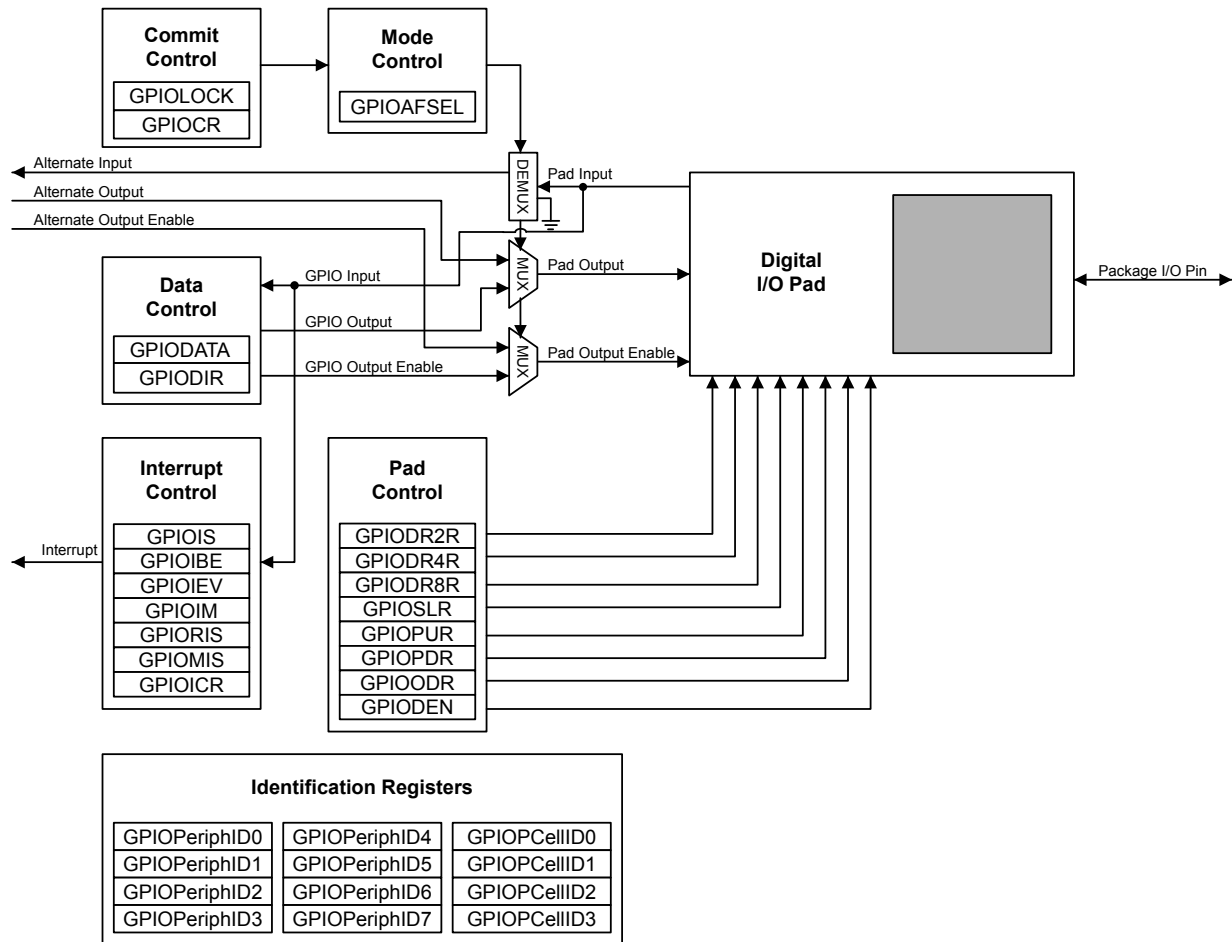 Commit
Control
GPIOLOCK
GPIOCR
Mode
Control
GPIOAFSEL
Alternate Input
Alternate Output
Alternate Output Enable
DEMUX
Pad Input
MUX
Pad Output
MUX
Pad Output Enable
Digital
I/O Pad
Package I/O Pin
Data
Control
GPIODATA
GPIODIR
GPIO Input
GPIO Output
GPIO Output Enable
Interrupt
Control
GPIOIS
GPIOIBE
GPIOIEV
GPIOIM
GPIORIS
GPIOMIS
GPIOICR
Interrupt
Pad
Control
GPIODR2R
GPIODR4R
GPIODR8R
GPIOSLR
GPIOPUR
GPIOPDR
GPIOODR
GPIODEN
Identification Registers
GPIOPeriphID0
GPIOPeriphID1
GPIOPeriphID2
GPIOPeriphID3
GPIOPeriphID4
GPIOPeriphID5
GPIOPeriphID6
GPIOPeriphID7
GPIOPCellID0
GPIOPCellID1
GPIOPCellID2
GPIOPCellID3